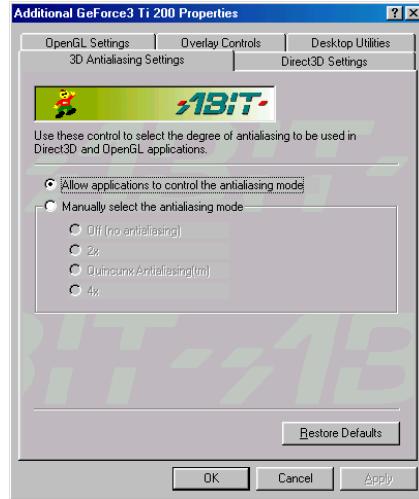 Additional GeForce3 Ti 200 Properties
OpenGL Settings
Overlay Controls
Desktop Utilities
3D Antialiasing Settings
Direct3D Settings
ABIT
Use these control to select the degree of antialiasing to be used in
Direct3D and OpenGL applications.
Allow applications to control the antialiasing mode
Manually select the antialiasing mode
Off (no antialiasing)
2x
Quincunx Antialiasing(tm)
4x
Restore Defaults
OK
Cancel
Apply